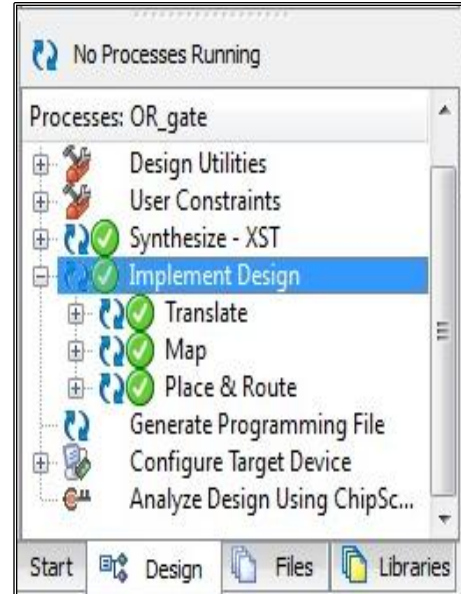 No Processes Running
Processes: OR_gate
Design Utilities
User Constraints
Synthesize - XST
Implement Design
Translate
Map
Place & Route
Generate Programming File
Configure Target Device
Analyze Design Using ChipSc...
Start Design Files Libraries